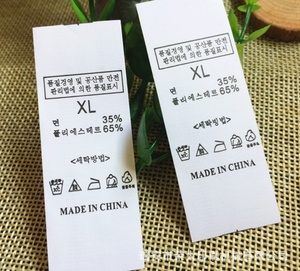 품질경영 및 공산품 안전
관리법에 의한 품질표시
XL
면 35%
폴리에스테르 65%
<세탁방법>
MADE IN CHINA
품질경영 및 공산품 안전
관리법에 의한 품질표시
XL
면 35%
폴리에스테르 65%
<세탁방법>
MADE IN CHINA